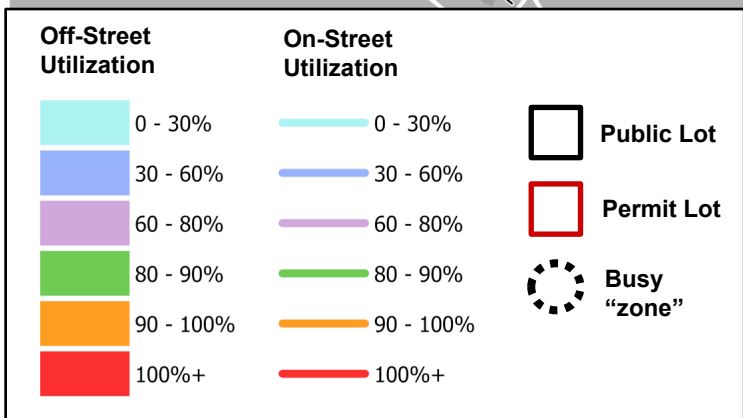 Off-Street
Utilization
0 - 30%
30 - 60%
60 - 80%
80 - 90%
90 - 100%
100%+
On-Street
Utilization
0 - 30%
30 - 60%
60 - 80%
80 - 90%
90 - 100%
100%+
Public Lot
Permit Lot
Busy
“zone”